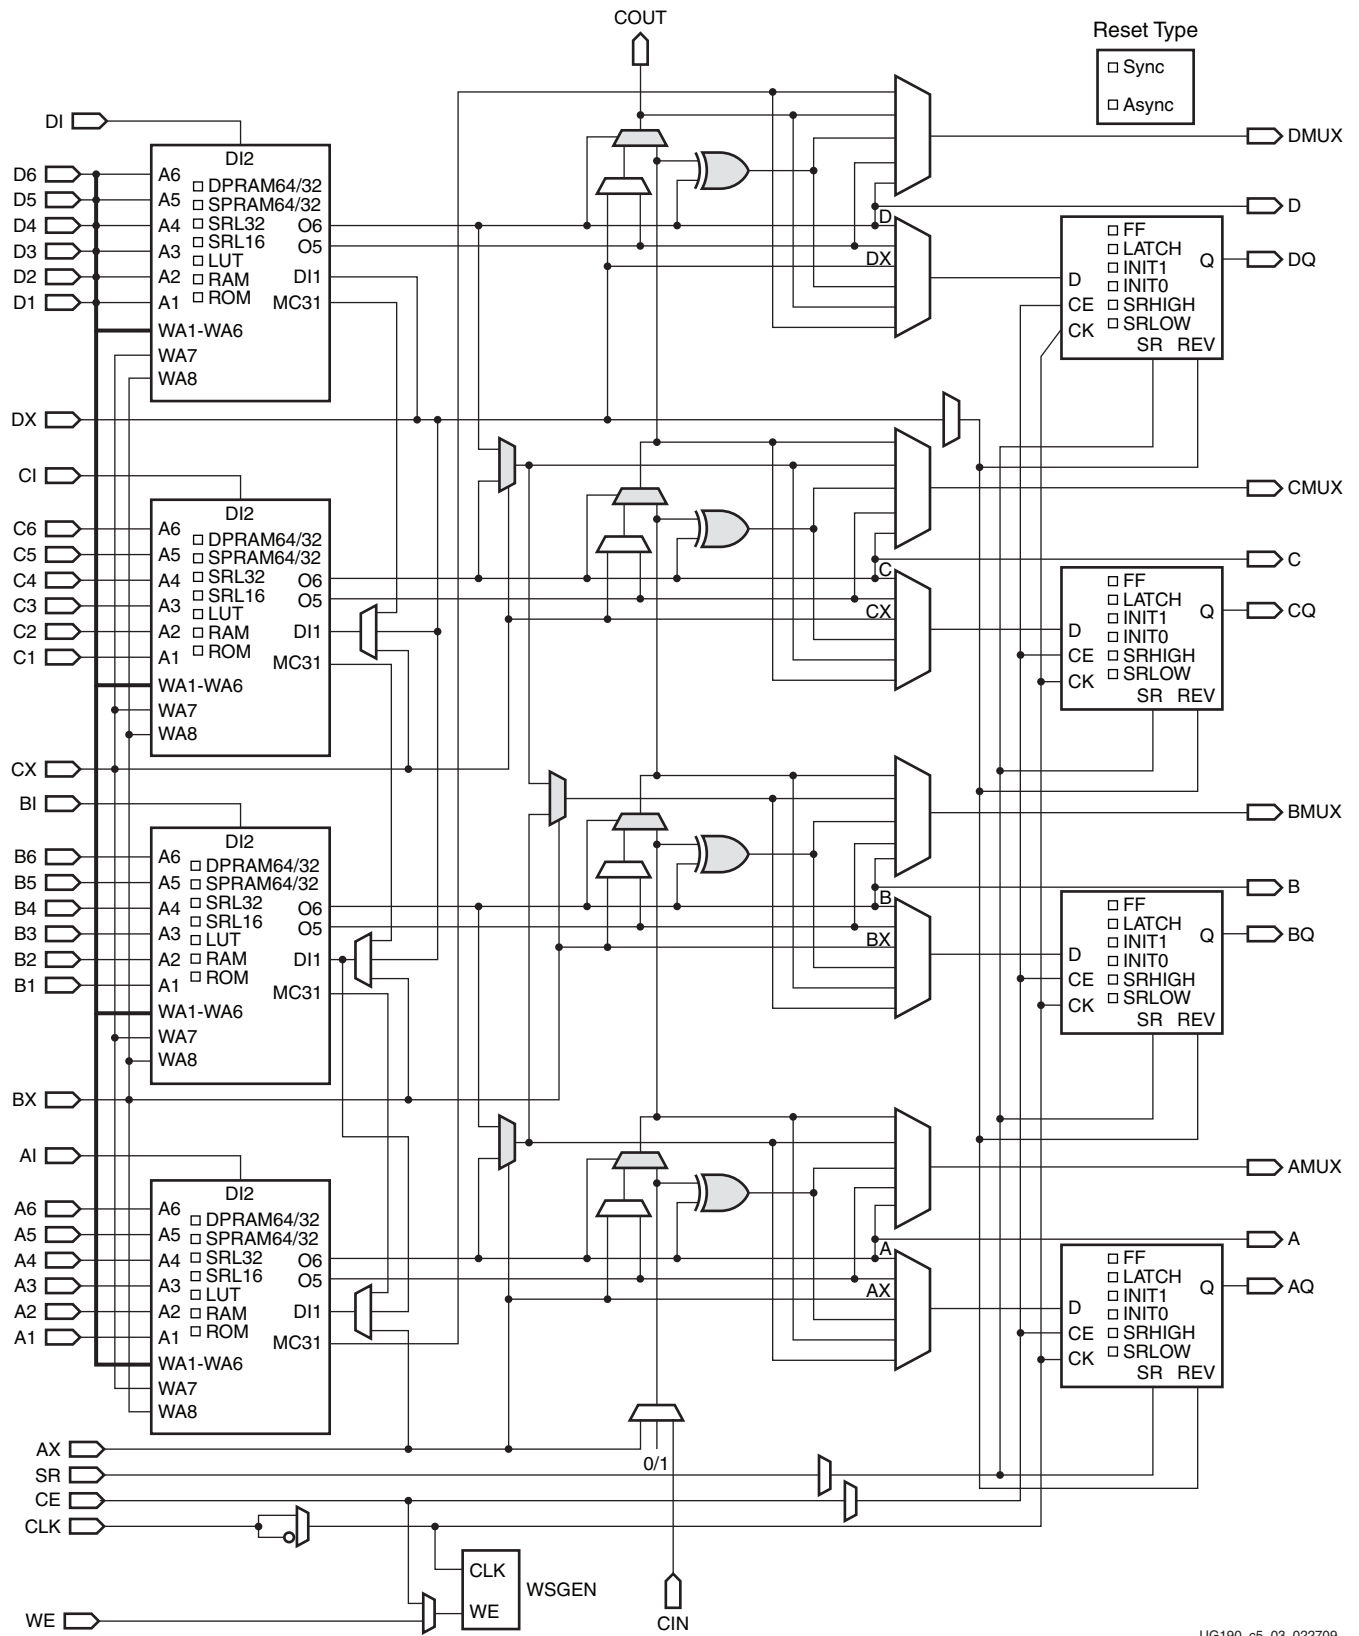 COUT
Reset Type
□ Sync
□ Async
DI
DI2
D6
D5
D4
D3
D2
D1
A6
A5
A4
A3
A2
A1
WA1-WA6
WA7
WA8
□ DPRAM64/32
□ SPRAM64/32
□ SRL32
□ SRL16
□ LUT
□ RAM
□ ROM
O6
O5
DI1
MC31
D
DX
DMUX
D
DQ
□ FF
□ LATCH
□ INIT1
□ INIT0
□ SRHIGH
□ SRLOW
D
CE
CK
Q
SR REV
DX
CI
DI2
C6
C5
C4
C3
C2
C1
A6
A5
A4
A3
A2
A1
WA1-WA6
WA7
WA8
□ DPRAM64/32
□ SPRAM64/32
□ SRL32
□ SRL16
□ LUT
□ RAM
□ ROM
O6
O5
DI1
MC31
C
CX
CMUX
C
CQ
□ FF
□ LATCH
□ INIT1
□ INIT0
□ SRHIGH
□ SRLOW
D
CE
CK
Q
SR REV
CX
BI
DI2
B6
B5
B4
B3
B2
B1
A6
A5
A4
A3
A2
A1
WA1-WA6
WA7
WA8
□ DPRAM64/32
□ SPRAM64/32
□ SRL32
□ SRL16
□ LUT
□ RAM
□ ROM
O6
O5
DI1
MC31
B
BX
BMUX
B
BQ
□ FF
□ LATCH
□ INIT1
□ INIT0
□ SRHIGH
□ SRLOW
D
CE
CK
Q
SR REV
BX
AI
DI2
A6
A5
A4
A3
A2
A1
A6
A5
A4
A3
A2
A1
WA1-WA6
WA7
WA8
□ DPRAM64/32
□ SPRAM64/32
□ SRL32
□ SRL16
□ LUT
□ RAM
□ ROM
O6
O5
DI1
MC31
A
AX
AMUX
A
AQ
□ FF
□ LATCH
□ INIT1
□ INIT0
□ SRHIGH
□ SRLOW
D
CE
CK
Q
SR REV
AX
0/1
SR
CE
CLK
CLK
WE
WSGEN
WE
CIN
UG190_c5_03_022709